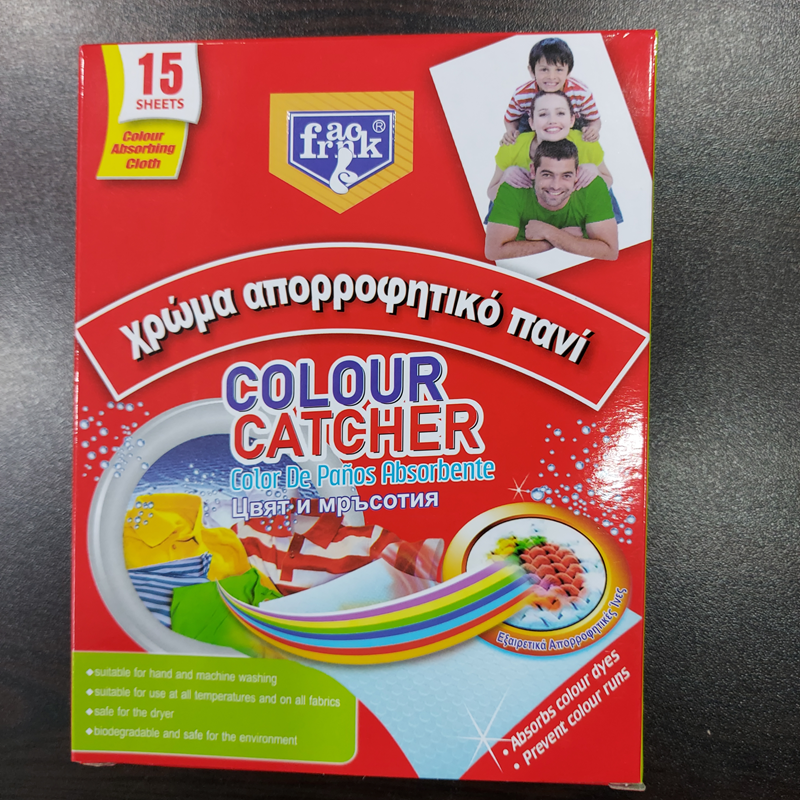 15
SHEETS
Colour
Absorbing
Cloth
ao®
frnk
χρώμα απορροφητικό πανί
COLOUR
CATCHER
Color De Paños Absorbente
Цвят и мръсотия
Εξαιρετικά Απορροφητικές Ίνες
◆suitable for hand and machine washing
◆suitable for use at all temperatures and on all fabrics
◆safe for the dryer
◆biodegradable and safe for the environment
• Absorbs colour dyes
• Prevent colour runs